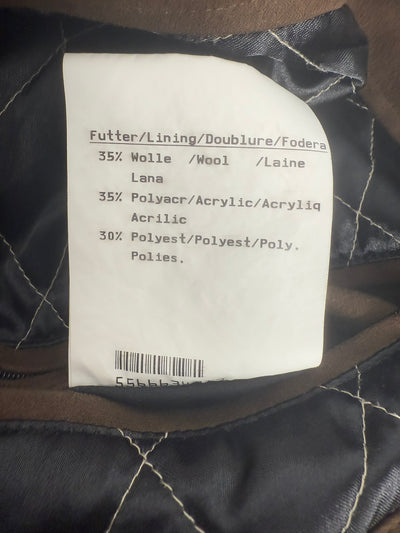 Futter/Lining/Doublure/Fodera
35% Wolle /Wool /Laine
Lana
35% Polyacr/Acrylic/Acryliq
Acrilic
30% Polyest/Polyest/Poly.
Polies.